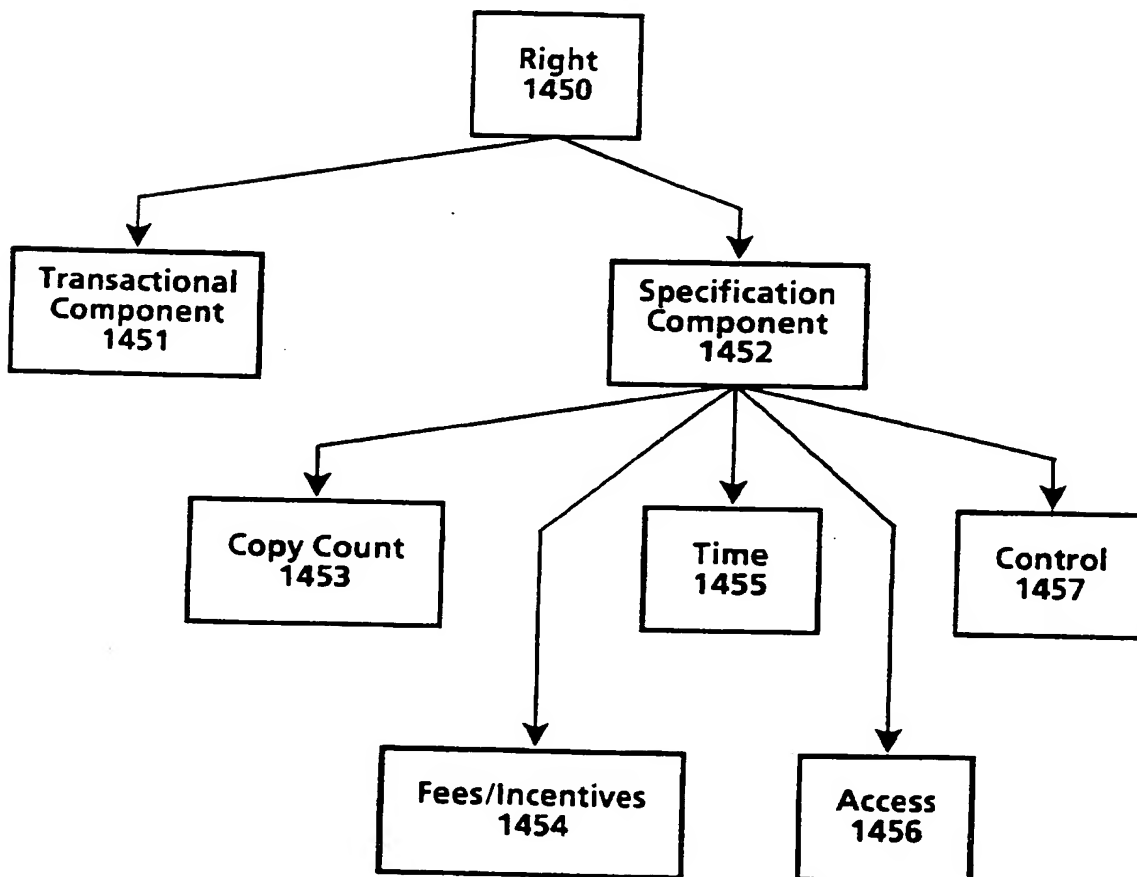 Right
1450
Transactional
Component
1451
Specification
Component
1452
Copy Count
1453
Time
1455
Control
1457
Fees/Incentives
1454
Access
1456